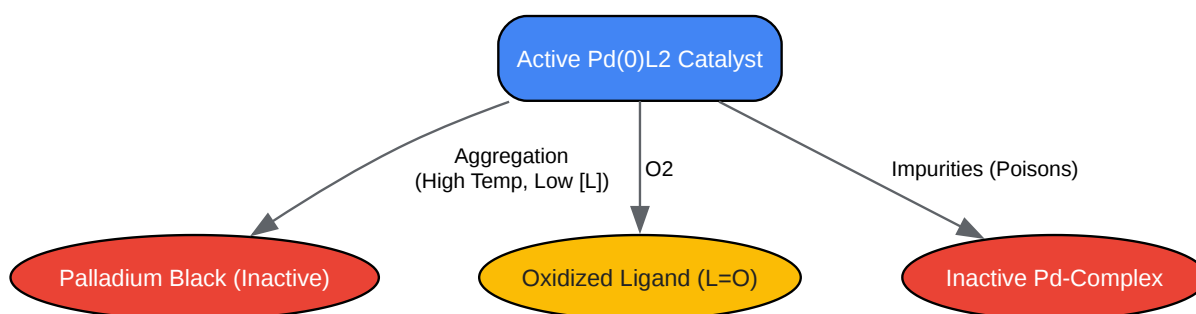 Active Pd(0)L2 Catalyst
Aggregation
(High Temp, Low [L])
O2
Impurities (Poisons)
Palladium Black (Inactive)
Oxidized Ligand (L=O)
Inactive Pd-Complex